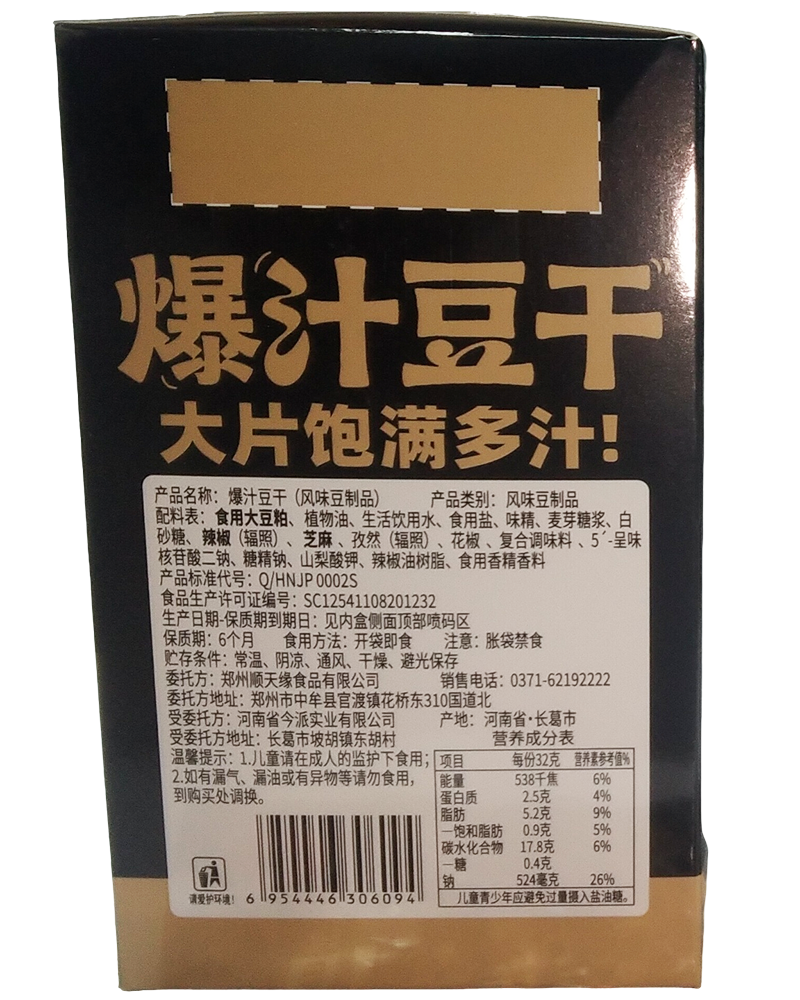 爆汁豆干
大片饱满多汁!
产品名称：爆汁豆干（风味豆制品） 产品类别：风味豆制品
配料表：食用大豆粕、植物油、生活饮用水、食用盐、味精、麦芽糖浆、白
砂糖、辣椒（辐照）、芝麻、孜然（辐照）、花椒、复合调味料、5´-呈味
核苷酸二钠、糖精钠、山梨酸钾、辣椒油树脂、食用香精香料
产品标准代号：Q/HNJP 0002S
食品生产许可证编号：SC12541108201232
生产日期-保质期到期日：见内盒侧面顶部喷码区
保质期：6个月 食用方法：开袋即食 注意：胀袋禁食
贮存条件：常温、阴凉、通风、干燥、避光保存
委托方：郑州顺天缘食品有限公司 销售电话：0371-62192222
委托方地址：郑州市中牟县官渡镇花桥东310国道北
受委托方：河南省今派实业有限公司 产地：河南省·长葛市
受委托方地址：长葛市坡胡镇东胡村
温馨提示：1.儿童请在成人的监护下食用；
2.如有漏气、漏油或有异物等请勿食用，
到购买处调换。
营养成分表
项目 每份32克 营养素参考值%
能量 538千焦 6%
蛋白质 2.5克 4%
脂肪 5.2克 9%
—饱和脂肪 0.9克 5%
碳水化合物 17.8克 6%
—糖 0.4克
钠 524毫克 26%
儿童青少年应避免过量摄入盐油糖。
请爱护环境！
6 954446 306094